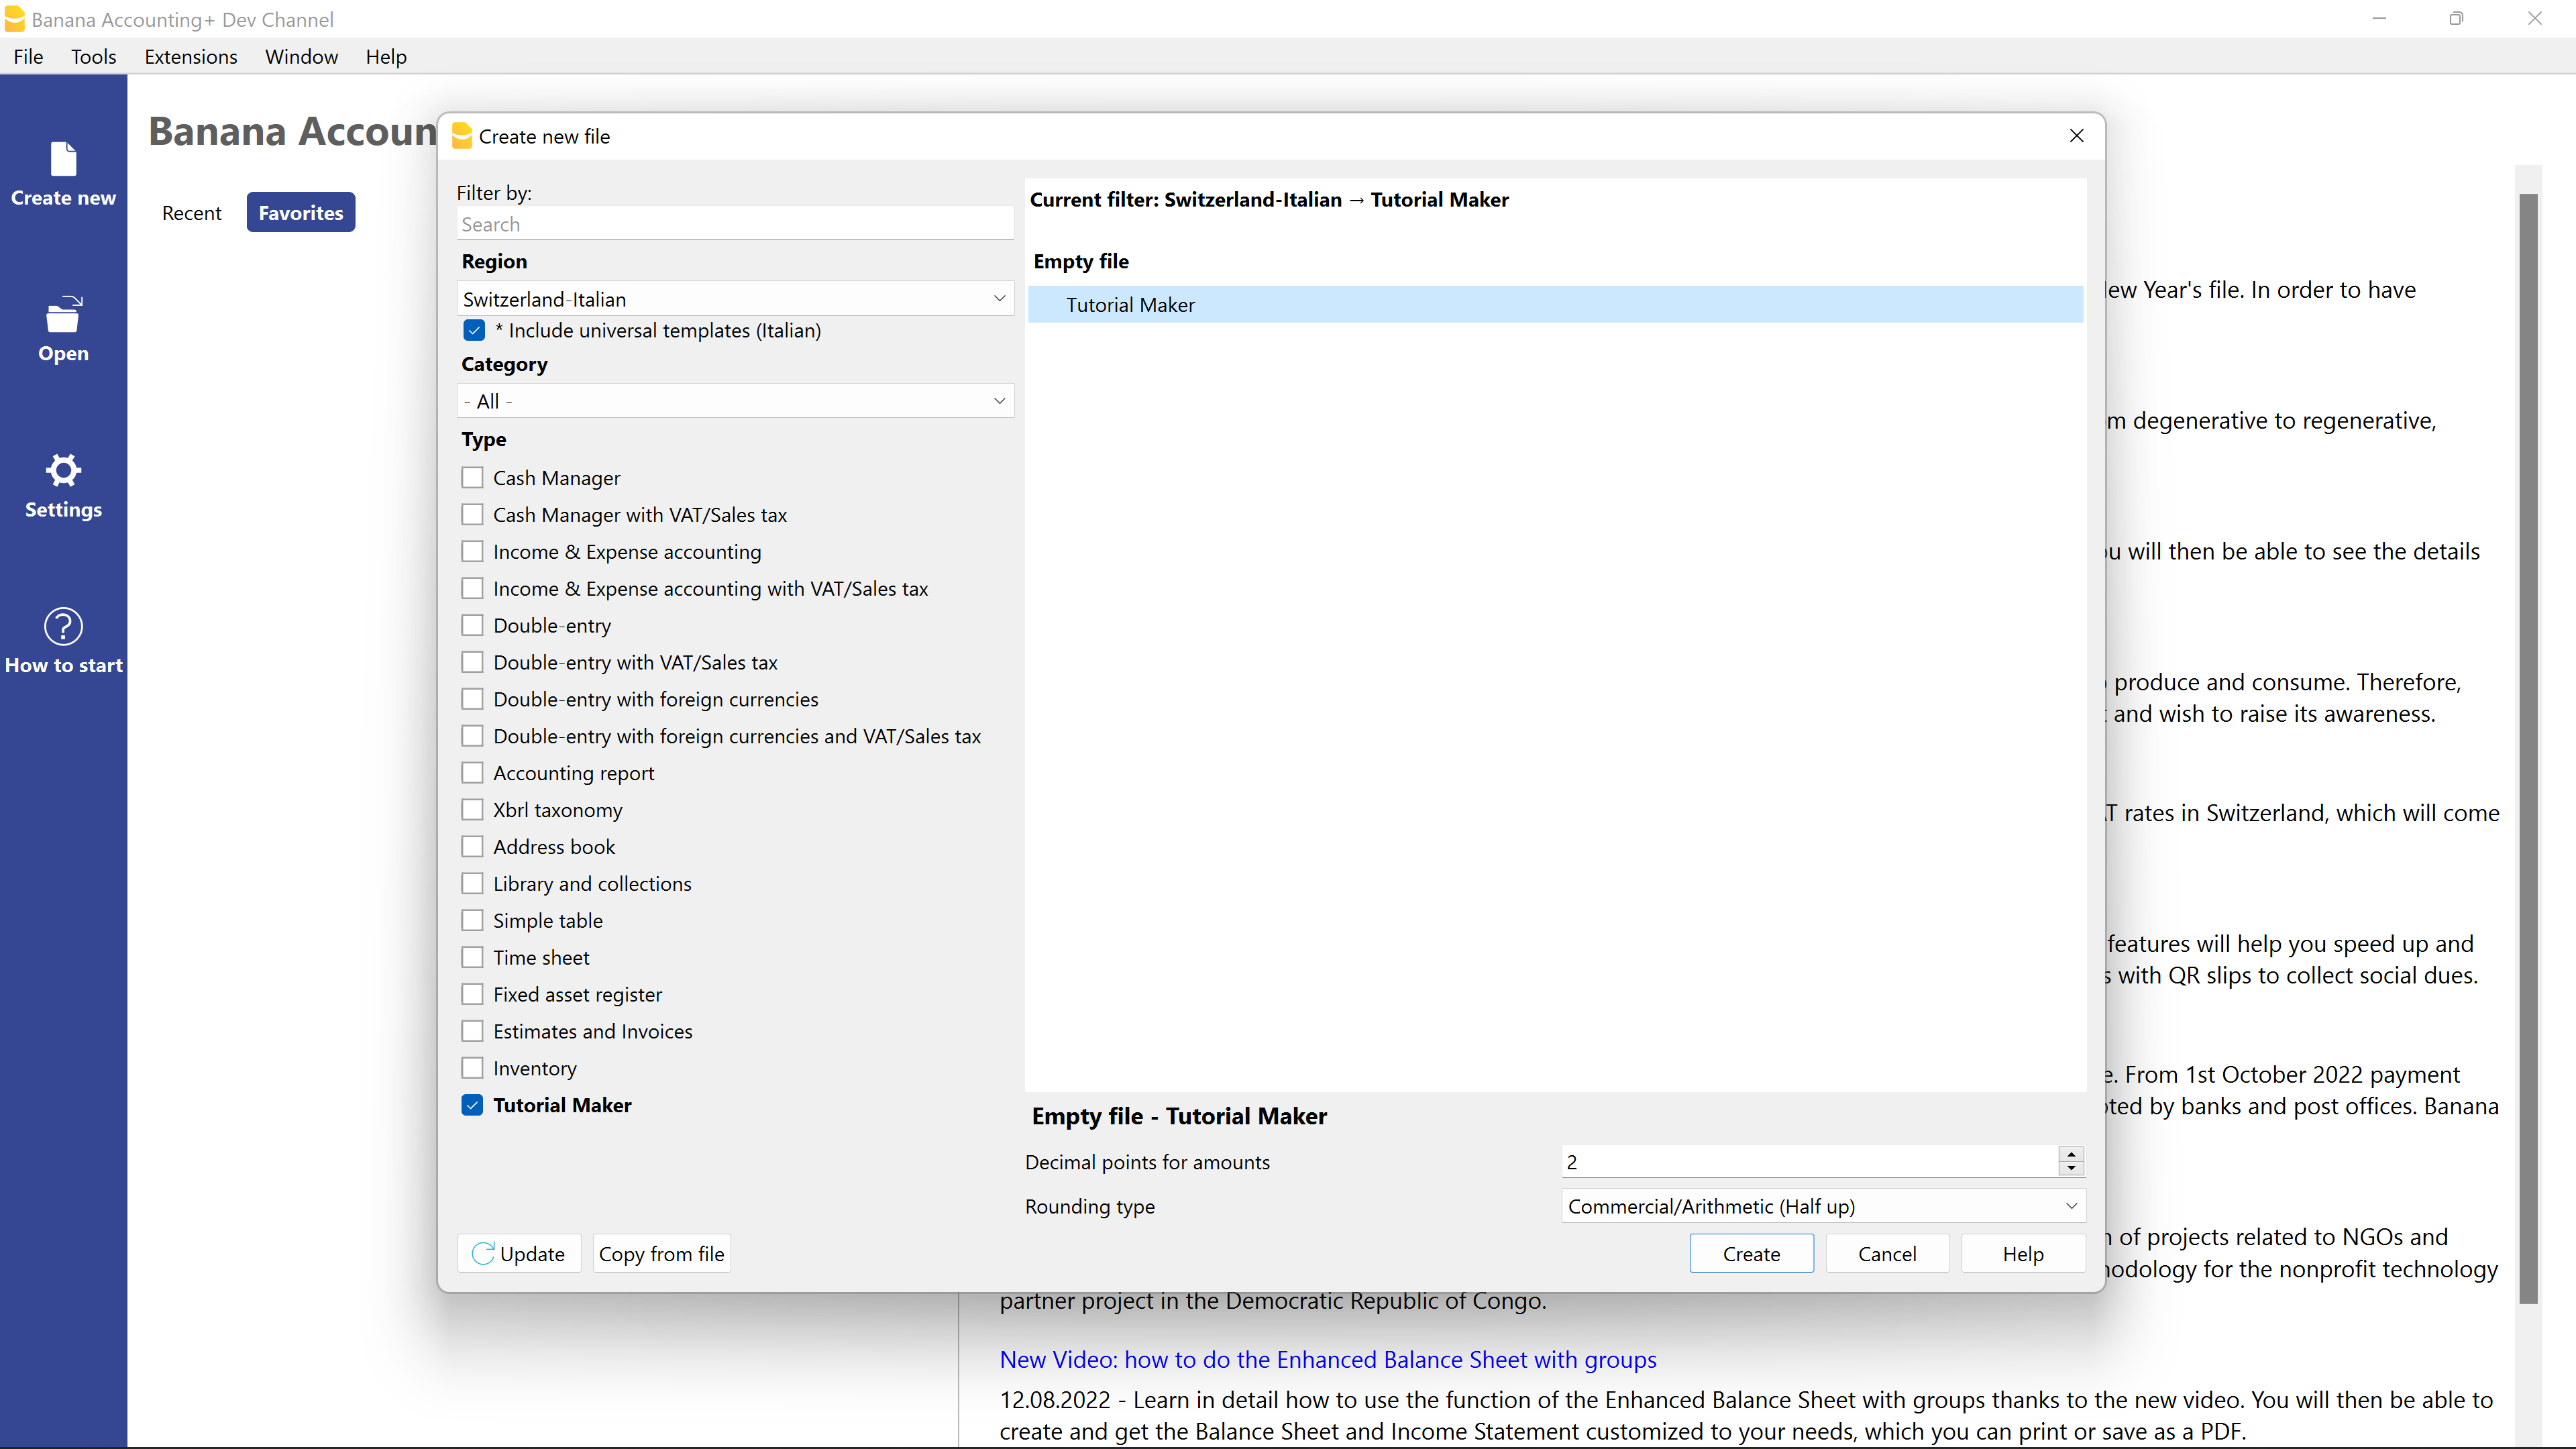 Banana Accounting+ Dev Channel
File Tools Extensions Window Help
Create new
Open
Settings
How to start
Banana Accoun
Recent Favorites
Create new file
Filter by:
Search
Region
Switzerland-Italian
* Include universal templates (Italian)
Category
- All -
Type
Cash Manager
Cash Manager with VAT/Sales tax
Income & Expense accounting
Income & Expense accounting with VAT/Sales tax
Double-entry
Double-entry with VAT/Sales tax
Double-entry with foreign currencies
Double-entry with foreign currencies and VAT/Sales tax
Accounting report
Xbrl taxonomy
Address book
Library and collections
Simple table
Time sheet
Fixed asset register
Estimates and Invoices
Inventory
Tutorial Maker
Update Copy from file
Current filter: Switzerland-Italian → Tutorial Maker
Empty file
Tutorial Maker
Empty file - Tutorial Maker
Decimal points for amounts 2
Rounding type Commercial/Arithmetic (Half up)
Create Cancel Help
ew Year's file. In order to have
m degenerative to regenerative,
u will then be able to see the details
produce and consume. Therefore,
and wish to raise its awareness.
T rates in Switzerland, which will come
features will help you speed up and
s with QR slips to collect social dues.
e. From 1st October 2022 payment
ted by banks and post offices. Banana
of projects related to NGOs and
odology for the nonprofit technology
partner project in the Democratic Republic of Congo.
New Video: how to do the Enhanced Balance Sheet with groups
12.08.2022 - Learn in detail how to use the function of the Enhanced Balance Sheet with groups thanks to the new video. You will then be able to
create and get the Balance Sheet and Income Statement customized to your needs, which you can print or save as a PDF.